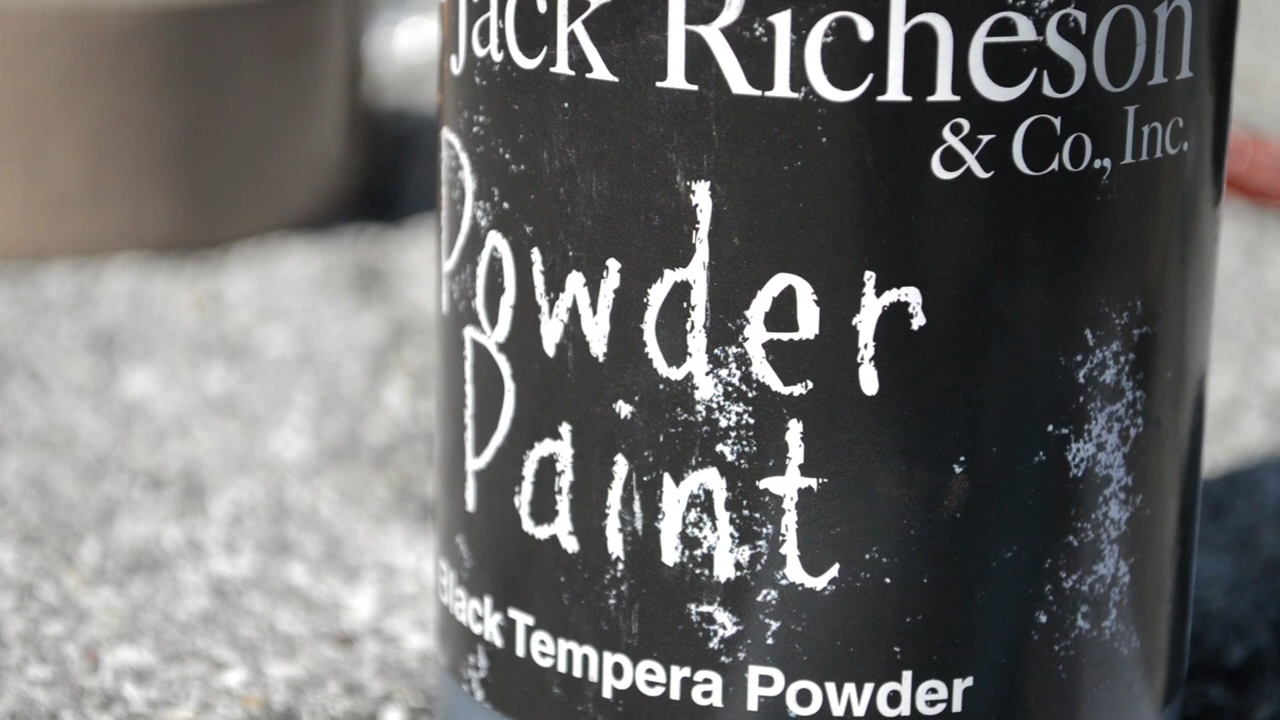 Jack Richeson
& Co., Inc.
Powder
Paint
Black Tempera Powder